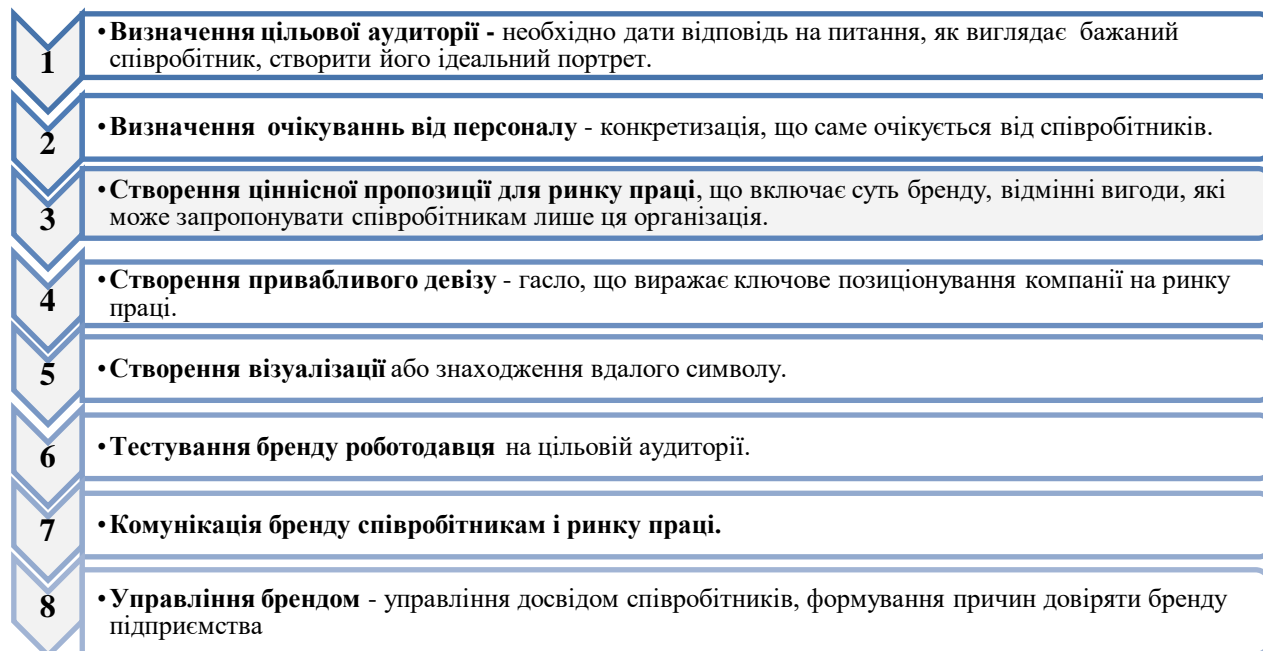 1
•Визначення цільової аудиторії - необхідно дати відповідь на питання, як виглядає бажаний
співробітник, створити його ідеальний портрет.
2
•Визначення очікуваннь від персоналу - конкретизація, що саме очікується від співробітників.
3
•Створення ціннісної пропозиції для ринку праці, що включає суть бренду, відмінні вигоди, які
може запропонувати співробітникам лише ця організація.
4
•Створення привабливого девізу - гасло, що виражає ключове позиціонування компанії на ринку
праці.
5
•Створення візуалізації або знаходження вдалого символу.
6
•Тестування бренду роботодавця на цільовій аудиторії.
7
•Комунікація бренду співробітникам і ринку праці.
8
•Управління брендом - управління досвідом співробітників, формування причин довіряти бренду
підприємства